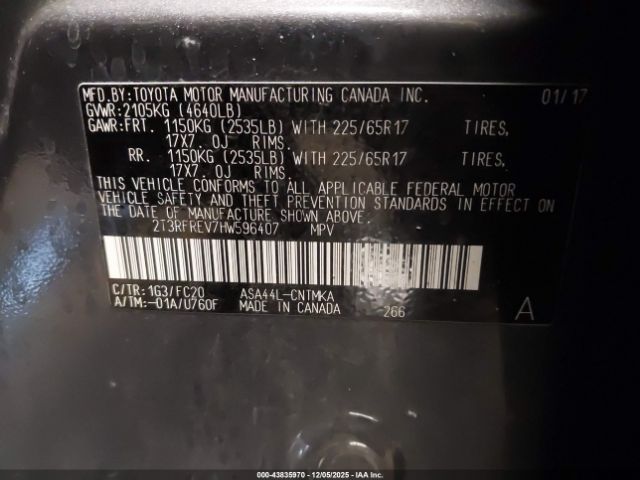 MFD.BY:TOYOTA MOTOR MANUFACTURING CANADA INC. 01/17
GVWR:2105KG (4640LB)
GAWR:FRT. 1150KG (2535LB) WITH 225/65R17 TIRES,
17X7.0J RIMS.
RR. 1150KG (2535LB) WITH 225/65R17 TIRES,
17X7.0J RIMS.
THIS VEHICLE CONFORMS TO ALL APPLICABLE FEDERAL MOTOR
VEHICLE SAFETY AND THEFT PREVENTION STANDARDS IN EFFECT ON
THE DATE OF MANUFACTURE SHOWN ABOVE.
2T3RFREV7HW596407 MPV
C/TR:1G3/FC20 ASA44L-CNTMKA
A/TM:-01A/U760F MADE IN CANADA 266 A
000-43835970 - 12/05/2025 - IAA Inc.